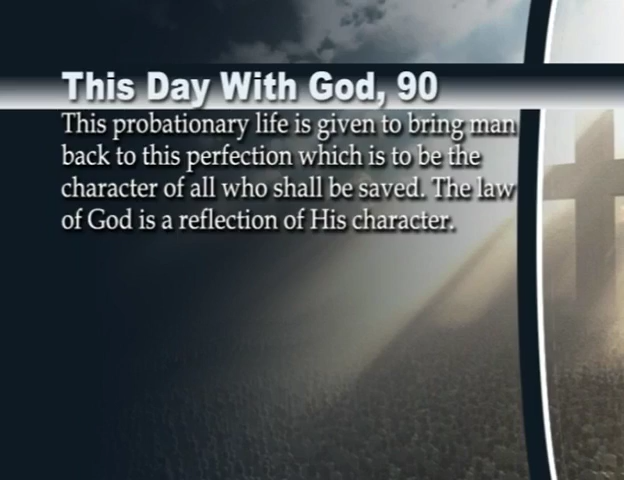 This Day With God, 90
This probationary life is given to bring man
back to this perfection which is to be the
character of all who shall be saved. The law
of God is a reflection of His character.